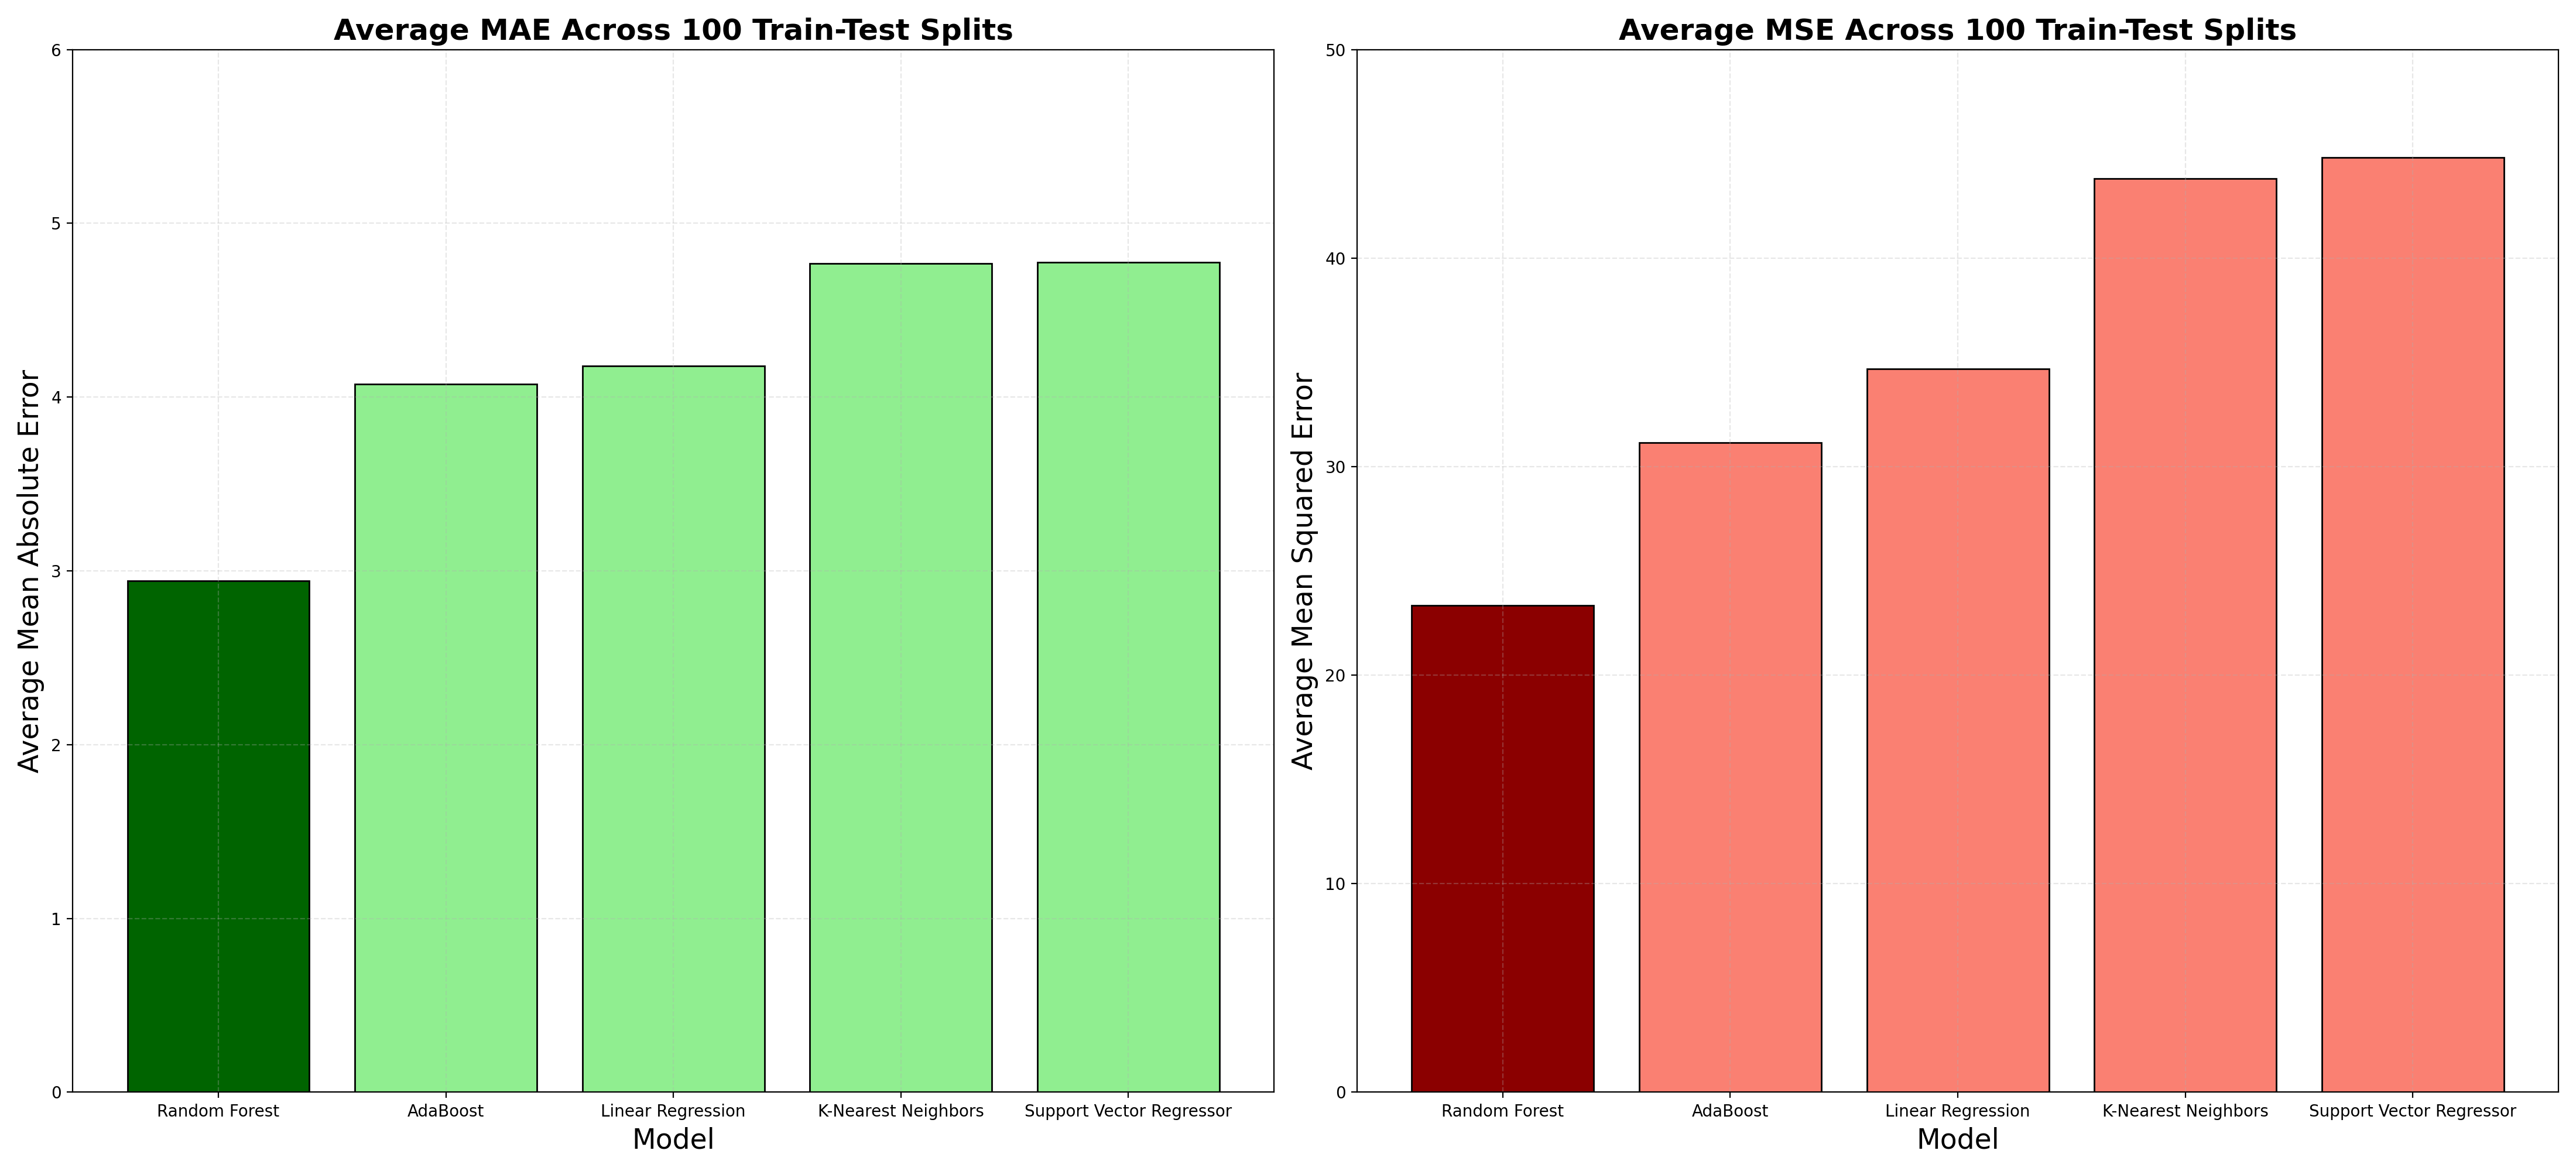 Average MAE Across 100 Train-Test Splits
6
5
4
3
2
1
0
Average Mean Absolute Error
Random Forest
AdaBoost
Linear Regression
K-Nearest Neighbors
Support Vector Regressor
Model
Average MSE Across 100 Train-Test Splits
50
40
30
20
10
0
Average Mean Squared Error
Random Forest
AdaBoost
Linear Regression
K-Nearest Neighbors
Support Vector Regressor
Model